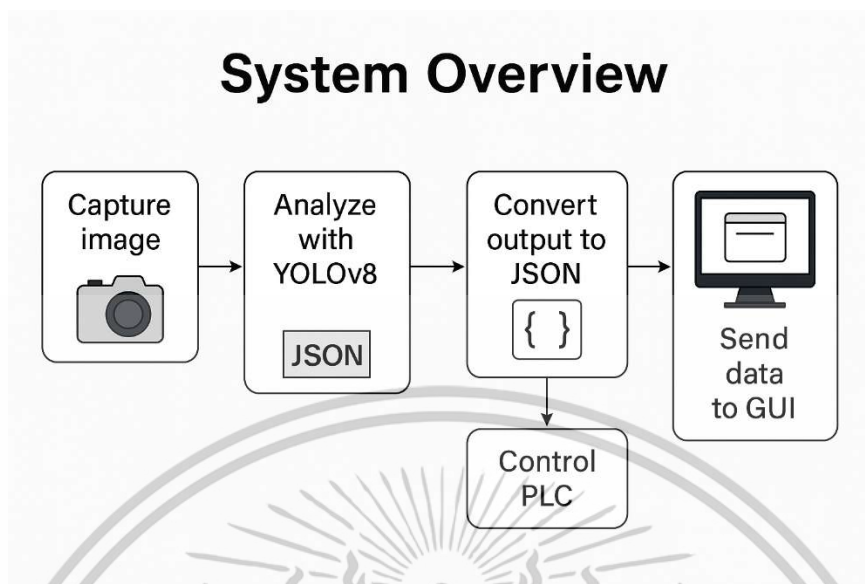 System Overview
Capture
image
Analyze
with
YOLOv8
JSON
Convert
output to
JSON
{ }
Send
data
to GUI
Control
PLC